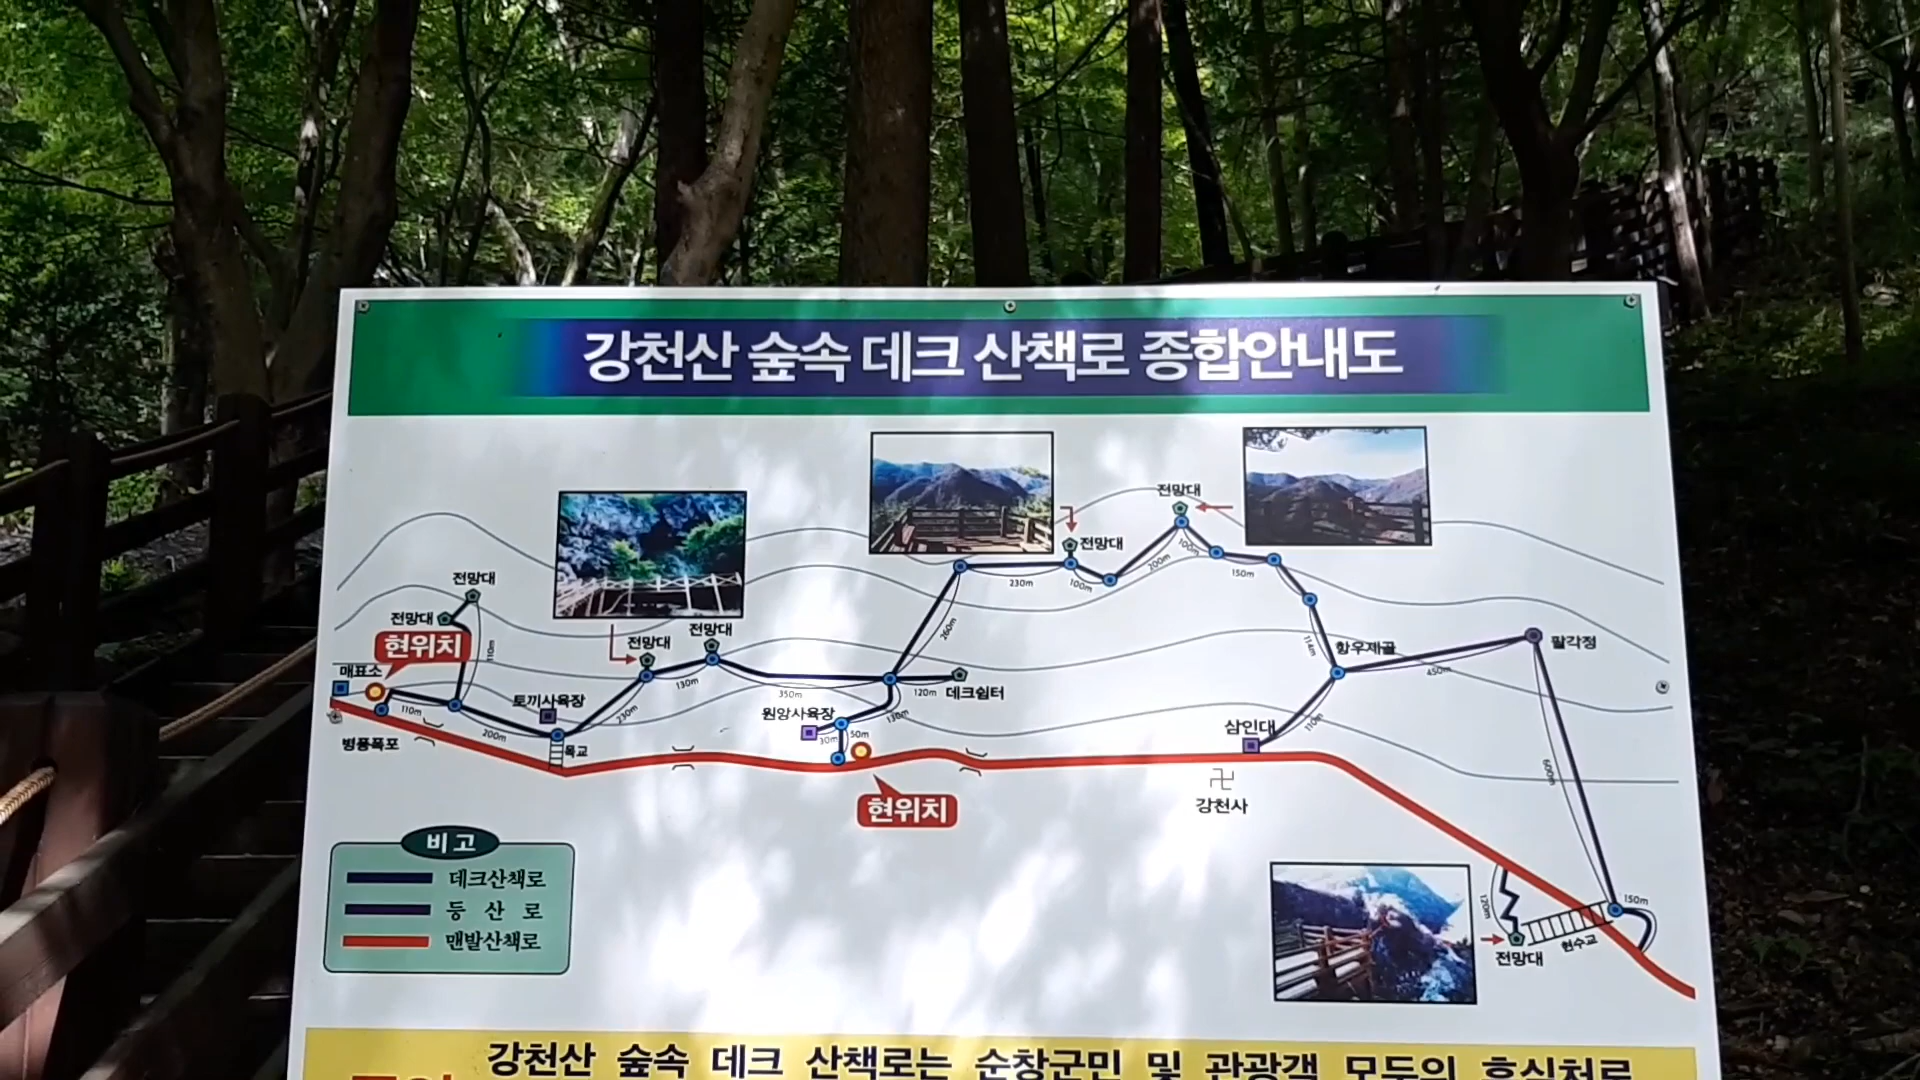 강천산 숲속 데크 산책로 종합안내도
전망대
전망대
전망대
230m
100m
200m
100m
150m
전망대
전망대
현위치
110m
전망대
전망대
260m
114m
항우제골
팔각정
450m
매표소
110m
200m
토끼사육장
230m
130m
350m
120m
데크쉼터
원앙사육장
130m
30m
50m
병풍폭포
목교
삼인대
110m
600m
卍
강천사
현위치
비고
데크산책로
등 산 로
맨발산책로
120m
150m
현수교
전망대
강천산 숲속 데크 산책로는 순창군민 및 관광객 모두의 휴식처로